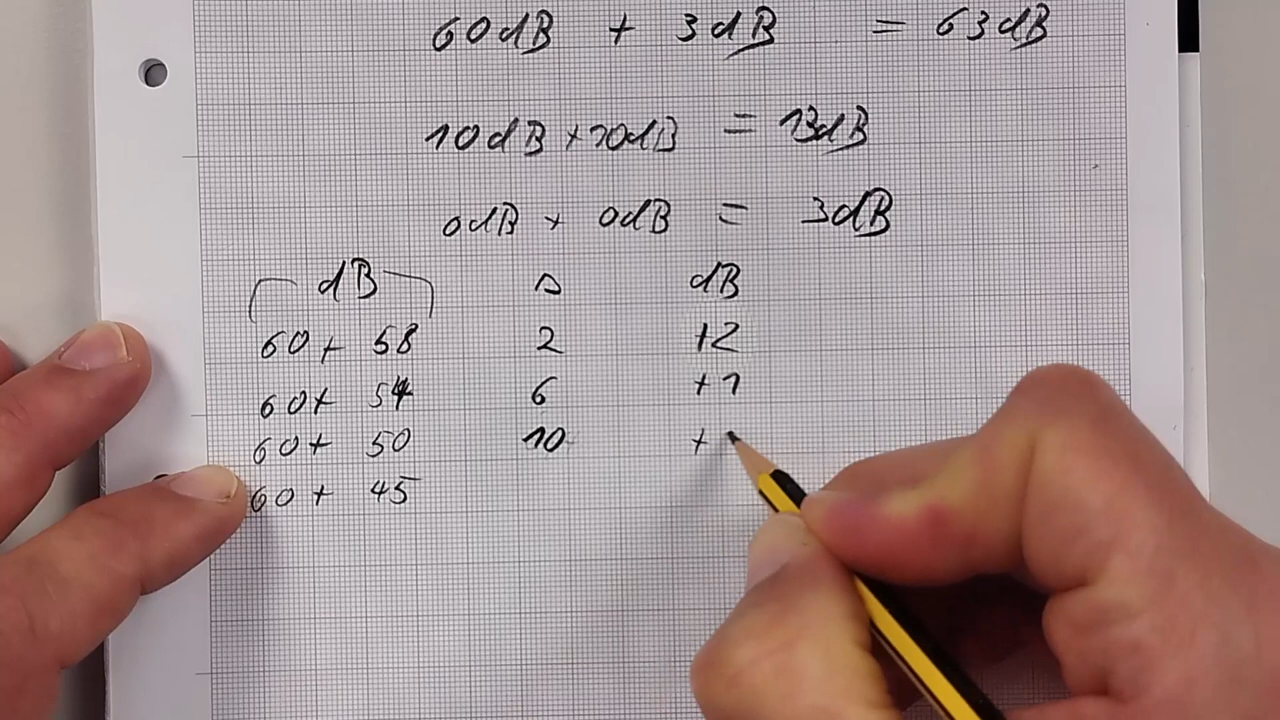 60dB + 3dB = 63dB
10dB + 10dB = 13dB
0dB + 0dB = 3dB
dB Δ dB
60+ 58 2 +2
60+ 54 6 +1
60+ 50 10 +
60+ 45